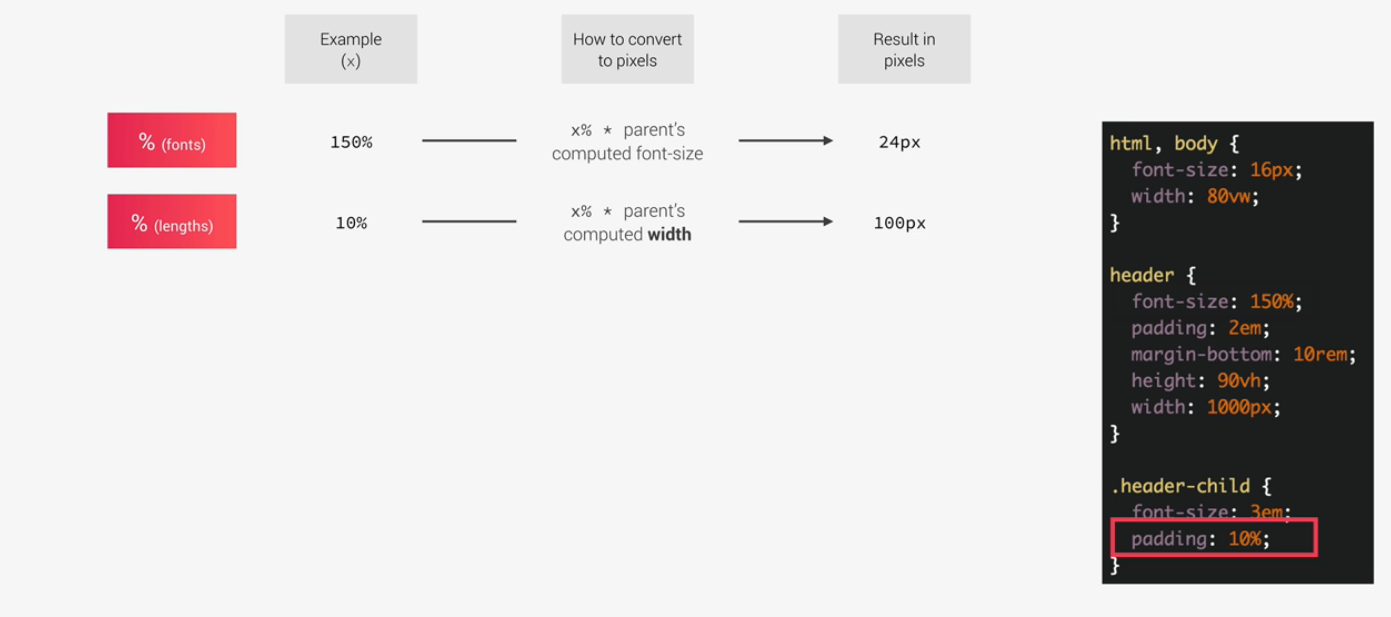 Example
(x)
How to convert
to pixels
Result in
pixels
% (fonts)
150%
x% * parent's
computed font-size
24px
% (lengths)
10%
x% * parent's
computed width
100px
html, body {
  font-size: 16px;
  width: 80vw;
}
header {
  font-size: 150%;
  padding: 2em;
  margin-bottom: 10rem;
  height: 90vh;
  width: 1000px;
}
.header-child {
  font-size: 3em;
  padding: 10%;
}